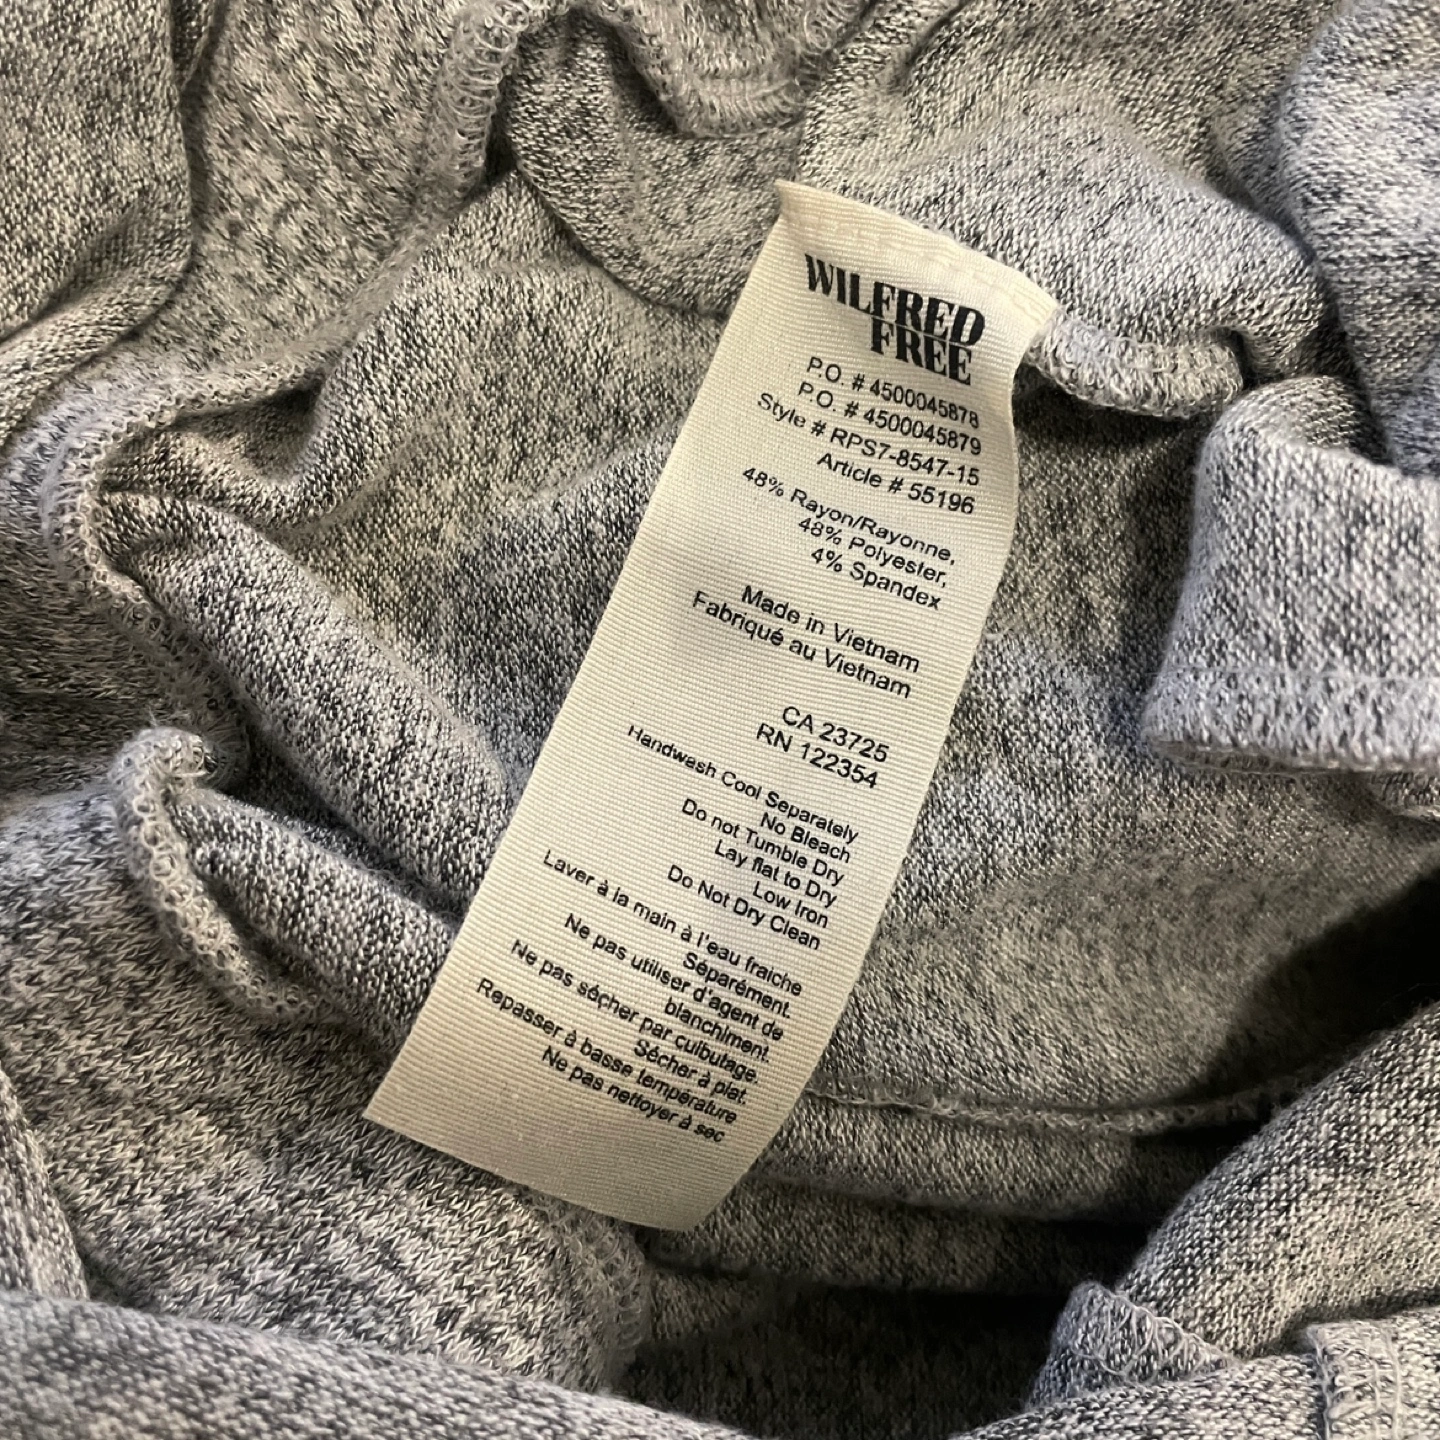 WILFRED
FREE
P.O. # 4500045878
P.O. # 4500045879
Style # RPS7-8547-15
Article # 55196
48% Rayon/Rayonne,
48% Polyester,
4% Spandex
Made in Vietnam
Fabriqué au Vietnam
CA 23725
RN 122354
Handwash Cool Separately
No Bleach
Do not Tumble Dry
Lay flat to Dry
Low Iron
Do Not Dry Clean
Laver à la main à l'eau fraiche
Séparément.
Ne pas utiliser d'agent de
blanchiment.
Ne pas sécher par culbutage.
Sécher à plat.
Repasser à basse température
Ne pas nettoyer à sec